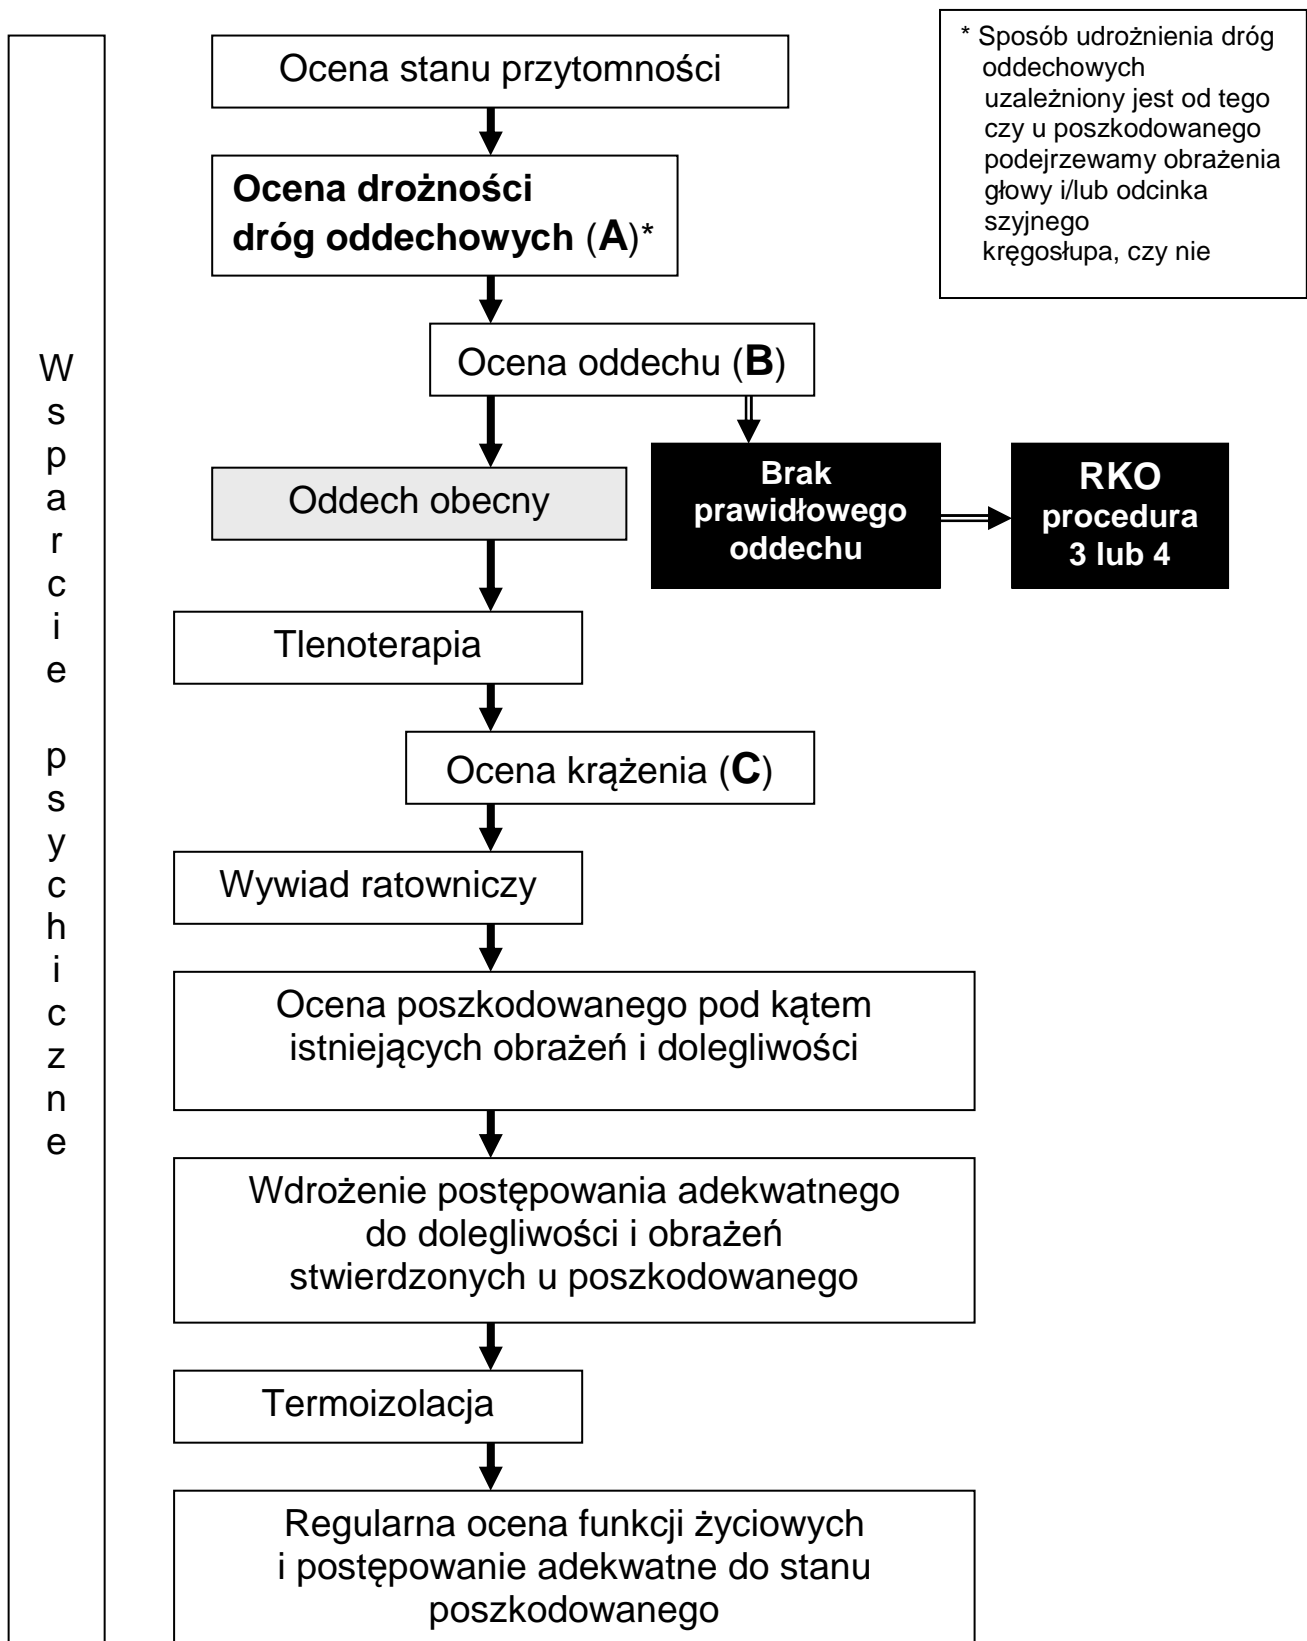 Ocena stanu przytomności
* Sposób udrożnienia dróg
oddechowych
uzależniony jest od tego
czy u poszkodowanego
podejrzewamy obrażenia
głowy i/lub odcinka
szyjnego
kręgosłupa, czy nie
Ocena drożności
dróg oddechowych (A)*
Ocena oddechu (B)
Oddech obecny
Brak
prawidłowego
oddechu
RKO
procedura
3 lub 4
Tlenoterapia
Ocena krążenia (C)
Wywiad ratowniczy
Ocena poszkodowanego pod kątem
istniejących obrażeń i dolegliwości
Wdrożenie postępowania adekwatnego
do dolegliwości i obrażeń
stwierdzonych u poszkodowanego
Termoizolacja
Regularna ocena funkcji życiowych
i postępowanie adekwatne do stanu
poszkodowanego
W
s
p
a
r
c
i
e
p
s
y
c
h
i
c
z
n
e